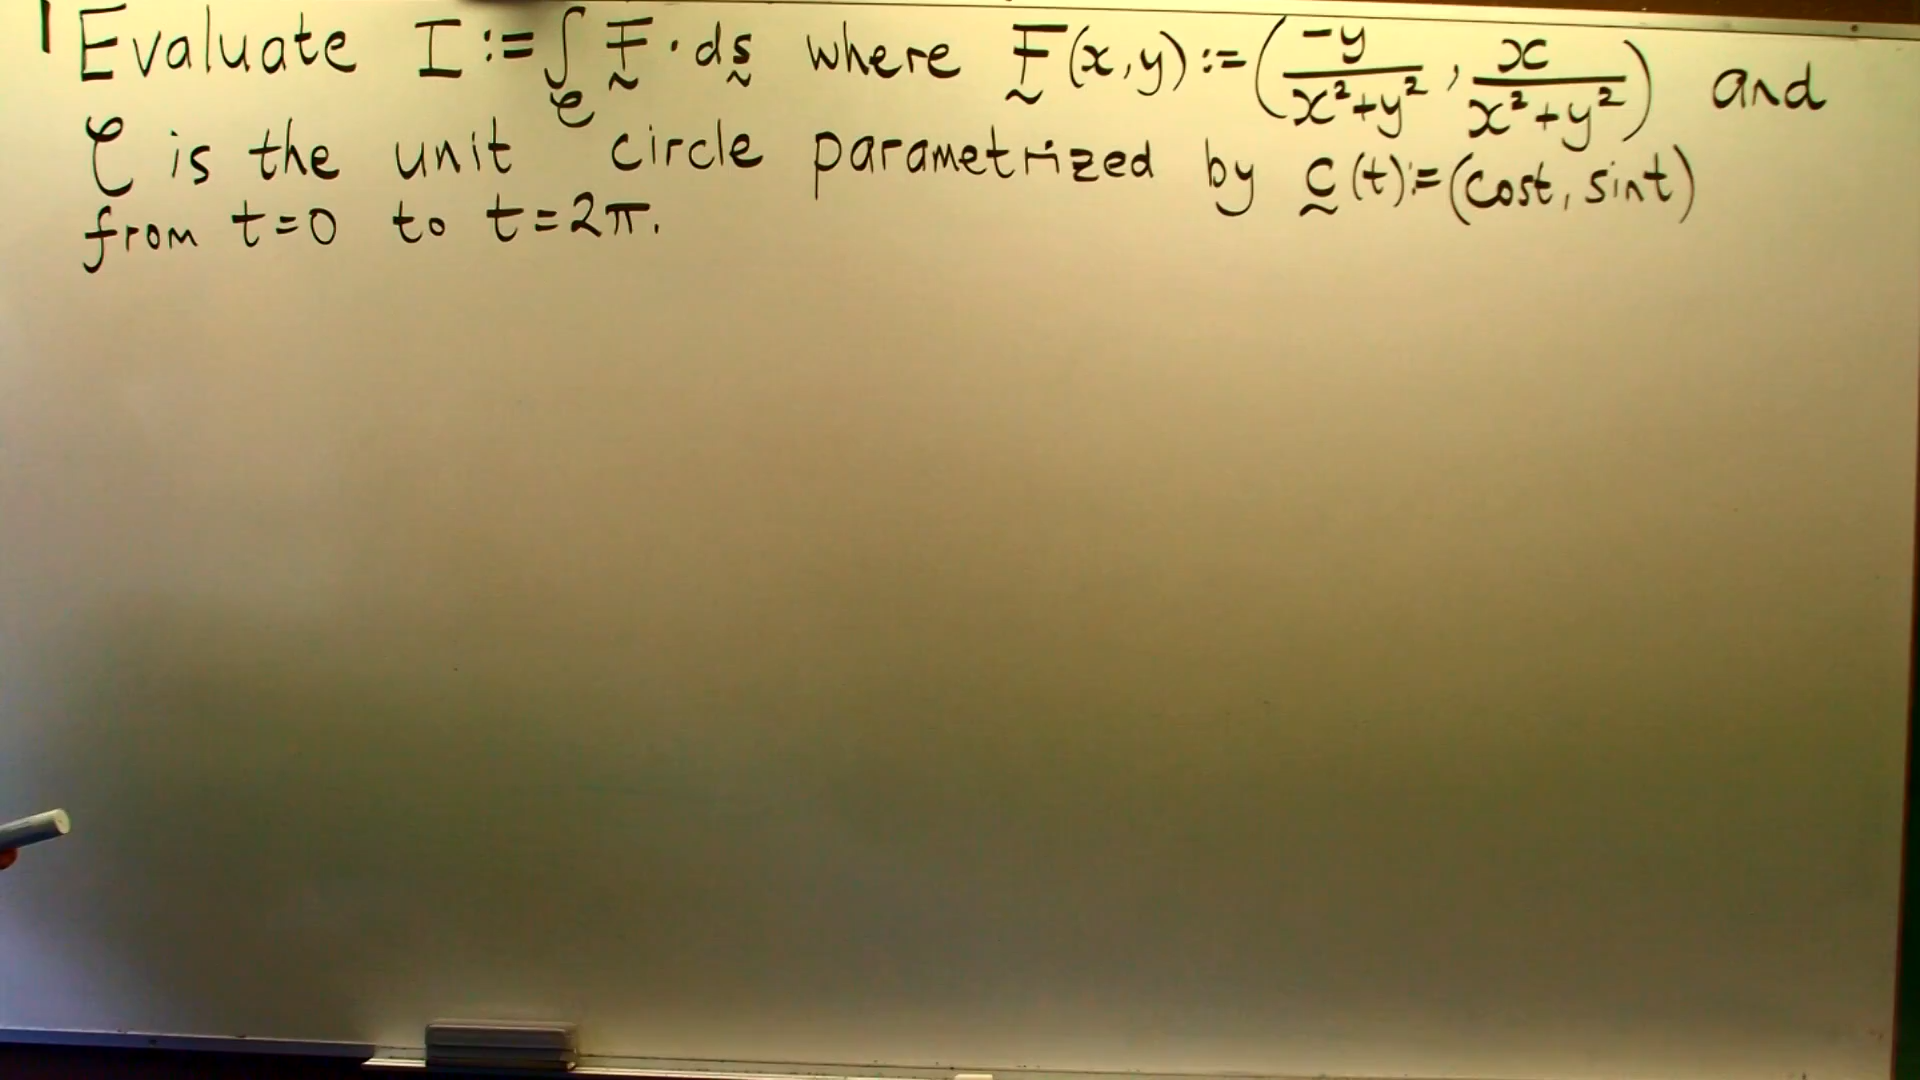 Evaluate I := ∫_C F̰ · ds̰ where F̰(x,y) := (-y/(x²+y²), x/(x²+y²)) and
C is the unit circle parametrized by c̰(t) := (cost, sint)
from t=0 to t=2π.